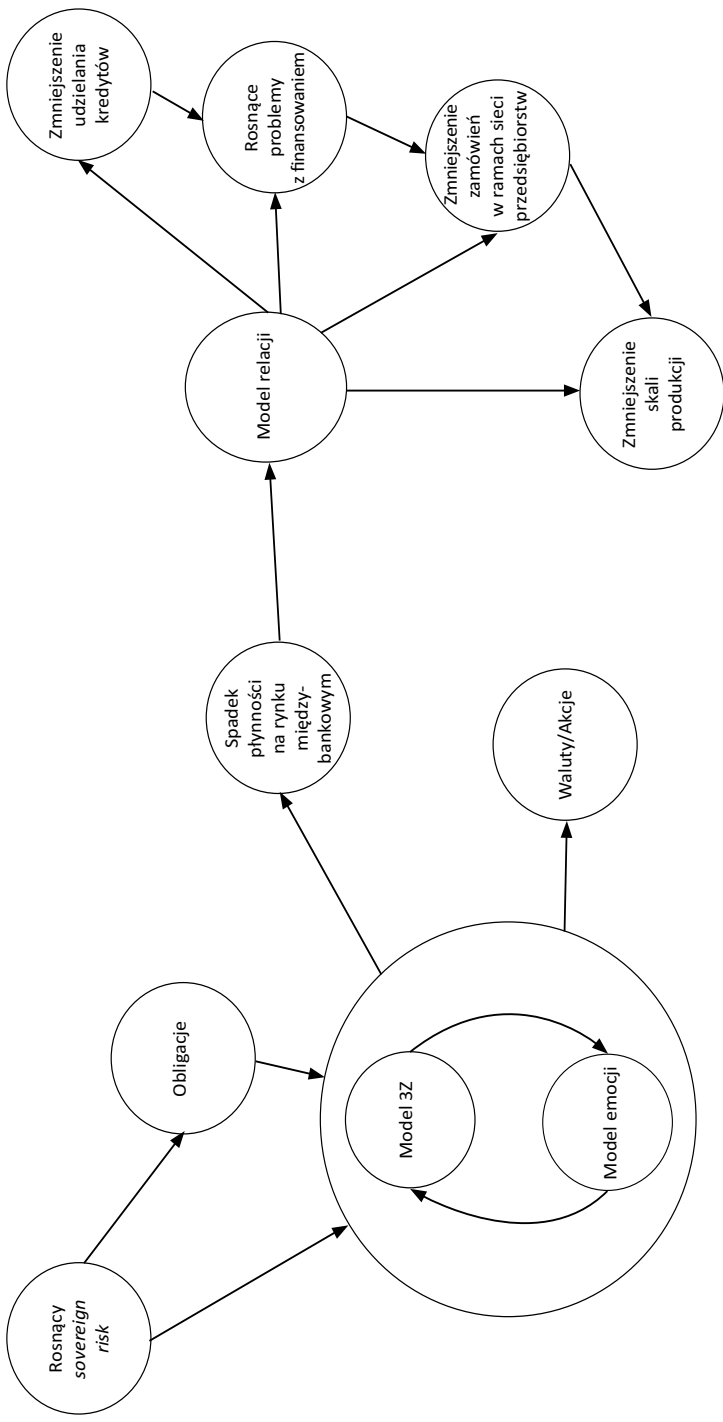 Rosnący
sovereign
risk
Obligacje
Model 3Z
Model emocji
Spadek
płynności
na rynku
między-
bankowym
Waluty/Akcje
Model relacji
Zmniejszenie
udzielania
kredytów
Rosnące
problemy
z finansowaniem
Zmniejszenie
zamówień
w ramach sieci
przedsiębiorstw
Zmniejszenie
skali
produkcji